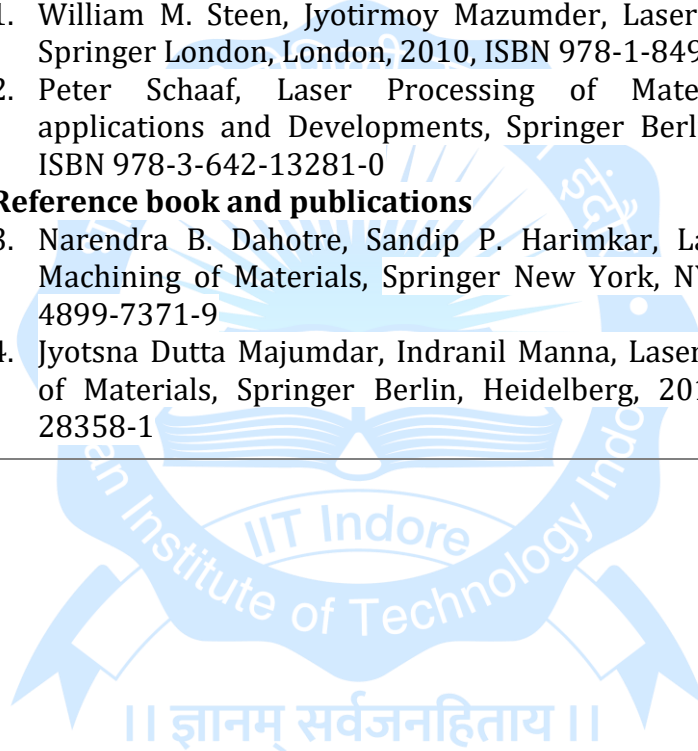 1. William M. Steen, Jyotirmoy Mazumder, Laser
Springer London, London, 2010, ISBN 978-1-849
2. Peter Schaaf, Laser Processing of Mate
applications and Developments, Springer Berl
ISBN 978-3-642-13281-0
Reference book and publications
3. Narendra B. Dahotre, Sandip P. Harimkar, La
Machining of Materials, Springer New York, NY
4899-7371-9
4. Jyotsna Dutta Majumdar, Indranil Manna, Laser
of Materials, Springer Berlin, Heidelberg, 201
28358-1
IIT Indore
an Institute of Technology Indo
।। ज्ञानम् सर्वजनहिताय ।।